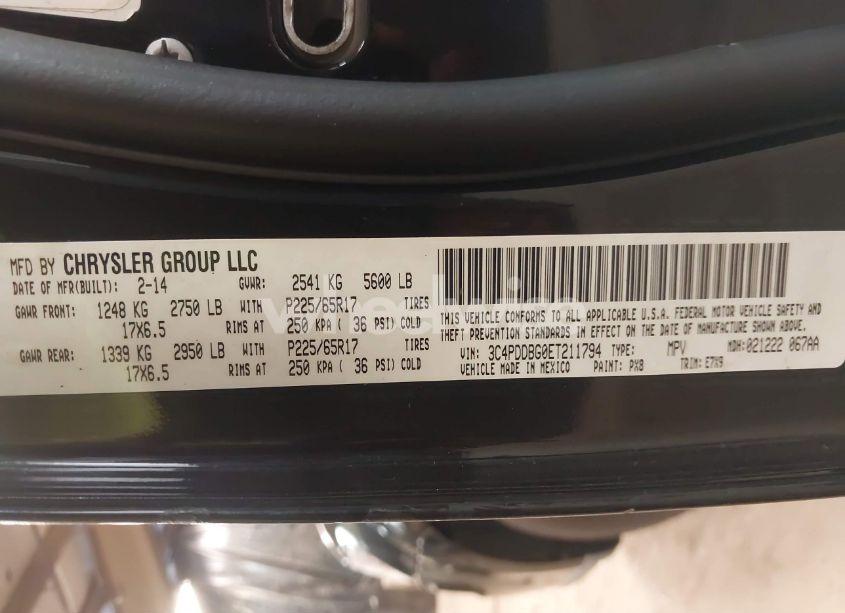 MFD BY CHRYSLER GROUP LLC
DATE OF MFR(BUILT): 2-14 GVWR: 2541 KG 5600 LB
GAWR FRONT: 1248 KG 2750 LB WITH P225/65R17 TIRES
17X6.5 RIMS AT 250 KPA ( 36 PSI) COLD
GAWR REAR: 1339 KG 2950 LB WITH P225/65R17 TIRES
17X6.5 RIMS AT 250 KPA ( 36 PSI) COLD
THIS VEHICLE CONFORMS TO ALL APPLICABLE U.S.A. FEDERAL MOTOR VEHICLE SAFETY AND
THEFT PREVENTION STANDARDS IN EFFECT ON THE DATE OF MANUFACTURE SHOWN ABOVE.
VIN: 3C4PDDBG0ET211794 TYPE: MPV MDH: 021222 067AA
VEHICLE MADE IN MEXICO PAINT: PX8 TRIM: E7X9